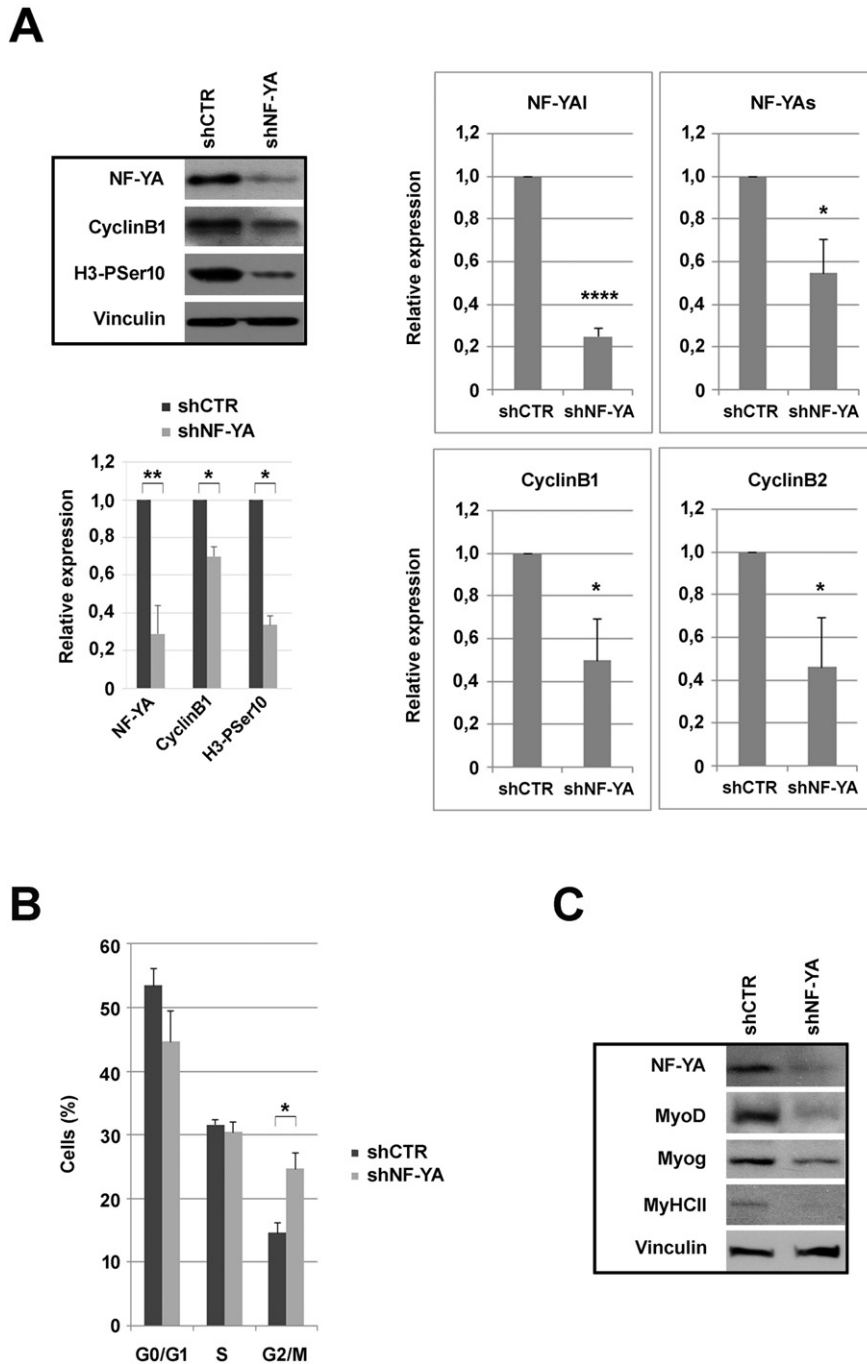 A
shCTR
shNF-YA
NF-YA
CyclinB1
H3-PSer10
Vinculin
shCTR
shNF-YA
Relative expression
1,2
1,0
0,8
0,6
0,4
0,2
0
** * *
NF-YA
CyclinB1
H3-PSer10
Relative expression
NF-YAl
1,2
1,0
0,8
0,6
0,4
0,2
0
****
shCTR shNF-YA
NF-YAs
1,2
1,0
0,8
0,6
0,4
0,2
0
*
shCTR shNF-YA
Relative expression
CyclinB1
1,2
1,0
0,8
0,6
0,4
0,2
0
*
shCTR shNF-YA
CyclinB2
1,2
1,0
0,8
0,6
0,4
0,2
0
*
shCTR shNF-YA
B
Cells (%)
60
50
40
30
20
10
0
*
G0/G1 S G2/M
shCTR
shNF-YA
C
shCTR
shNF-YA
NF-YA
MyoD
Myog
MyHCII
Vinculin